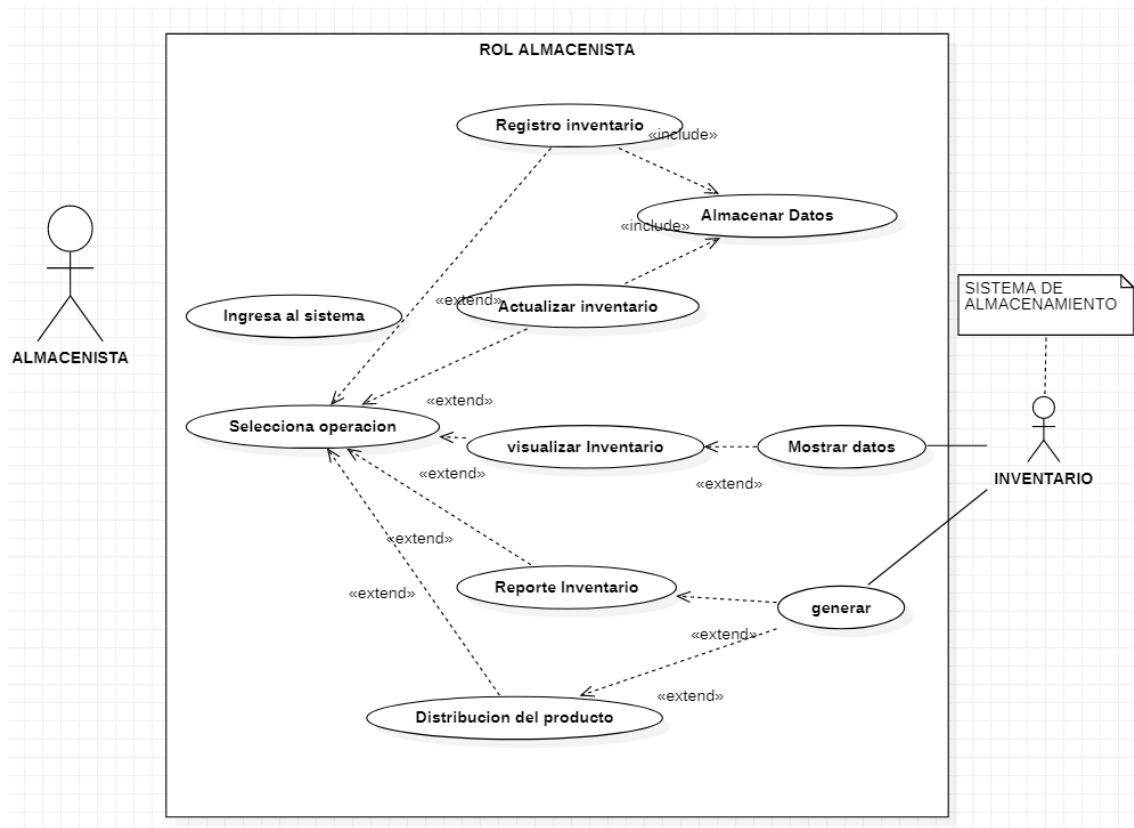 ROL ALMACENISTA
Registro inventario
«include»
Almacenar Datos
«include»
SISTEMA DE
ALMACENAMIENTO
«extend»
Actualizar inventario
Ingresa al sistema
ALMACENISTA
«extend»
Selecciona operacion
visualizar Inventario
Mostrar datos
«extend»
«extend»
INVENTARIO
«extend»
Reporte Inventario
«extend»
generar
«extend»
«extend»
Distribucion del producto